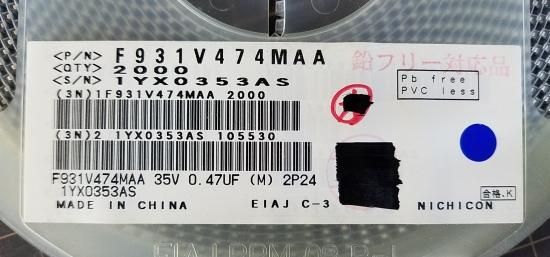 <P/N> F931V474MAA
<QTY> 2000
<S/N> 1YX0353AS
(3N)1F931V474MAA 2000
(3N)2 1YX0353AS 105530
F931V474MAA 35V 0.47UF (M) 2P24
1YX0353AS
MADE IN CHINA EIAJ C-3 NICHICON
鉛フリー対応品
Pb free
PVC less
合格.K